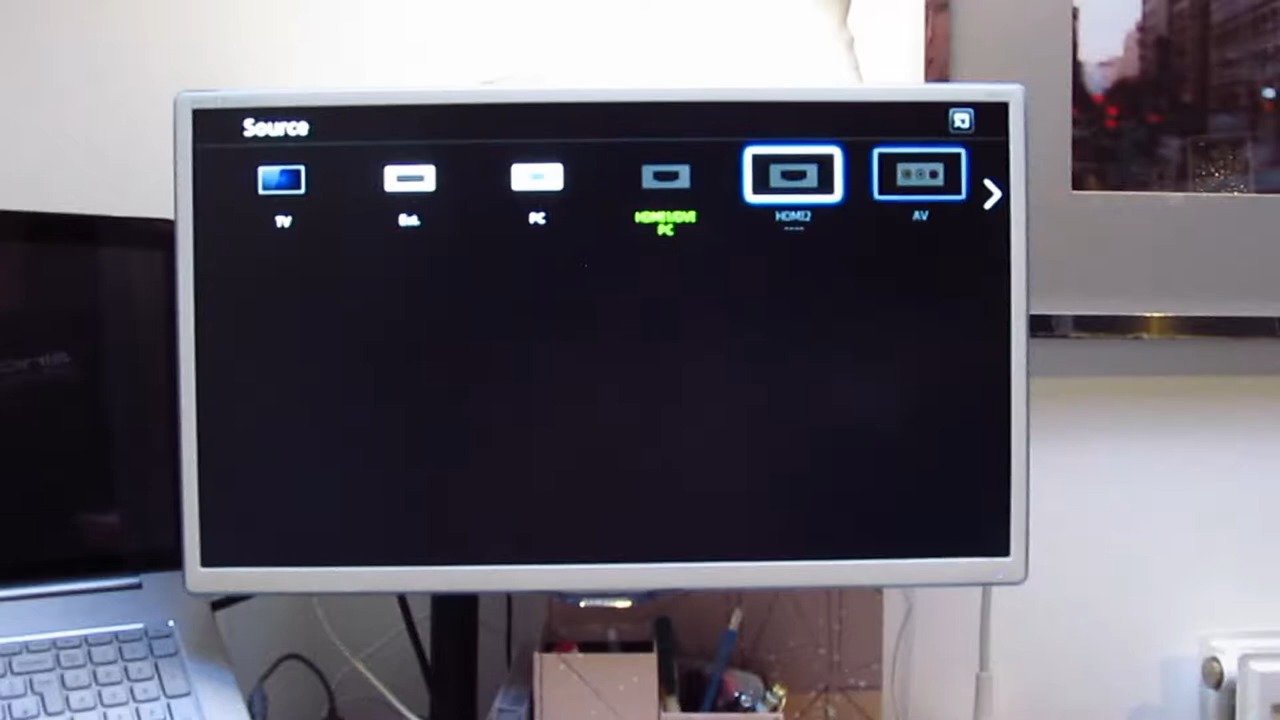 Source
TV
Ext.
PC
HDMI1/DVI
PC
HDMI2
----
AV